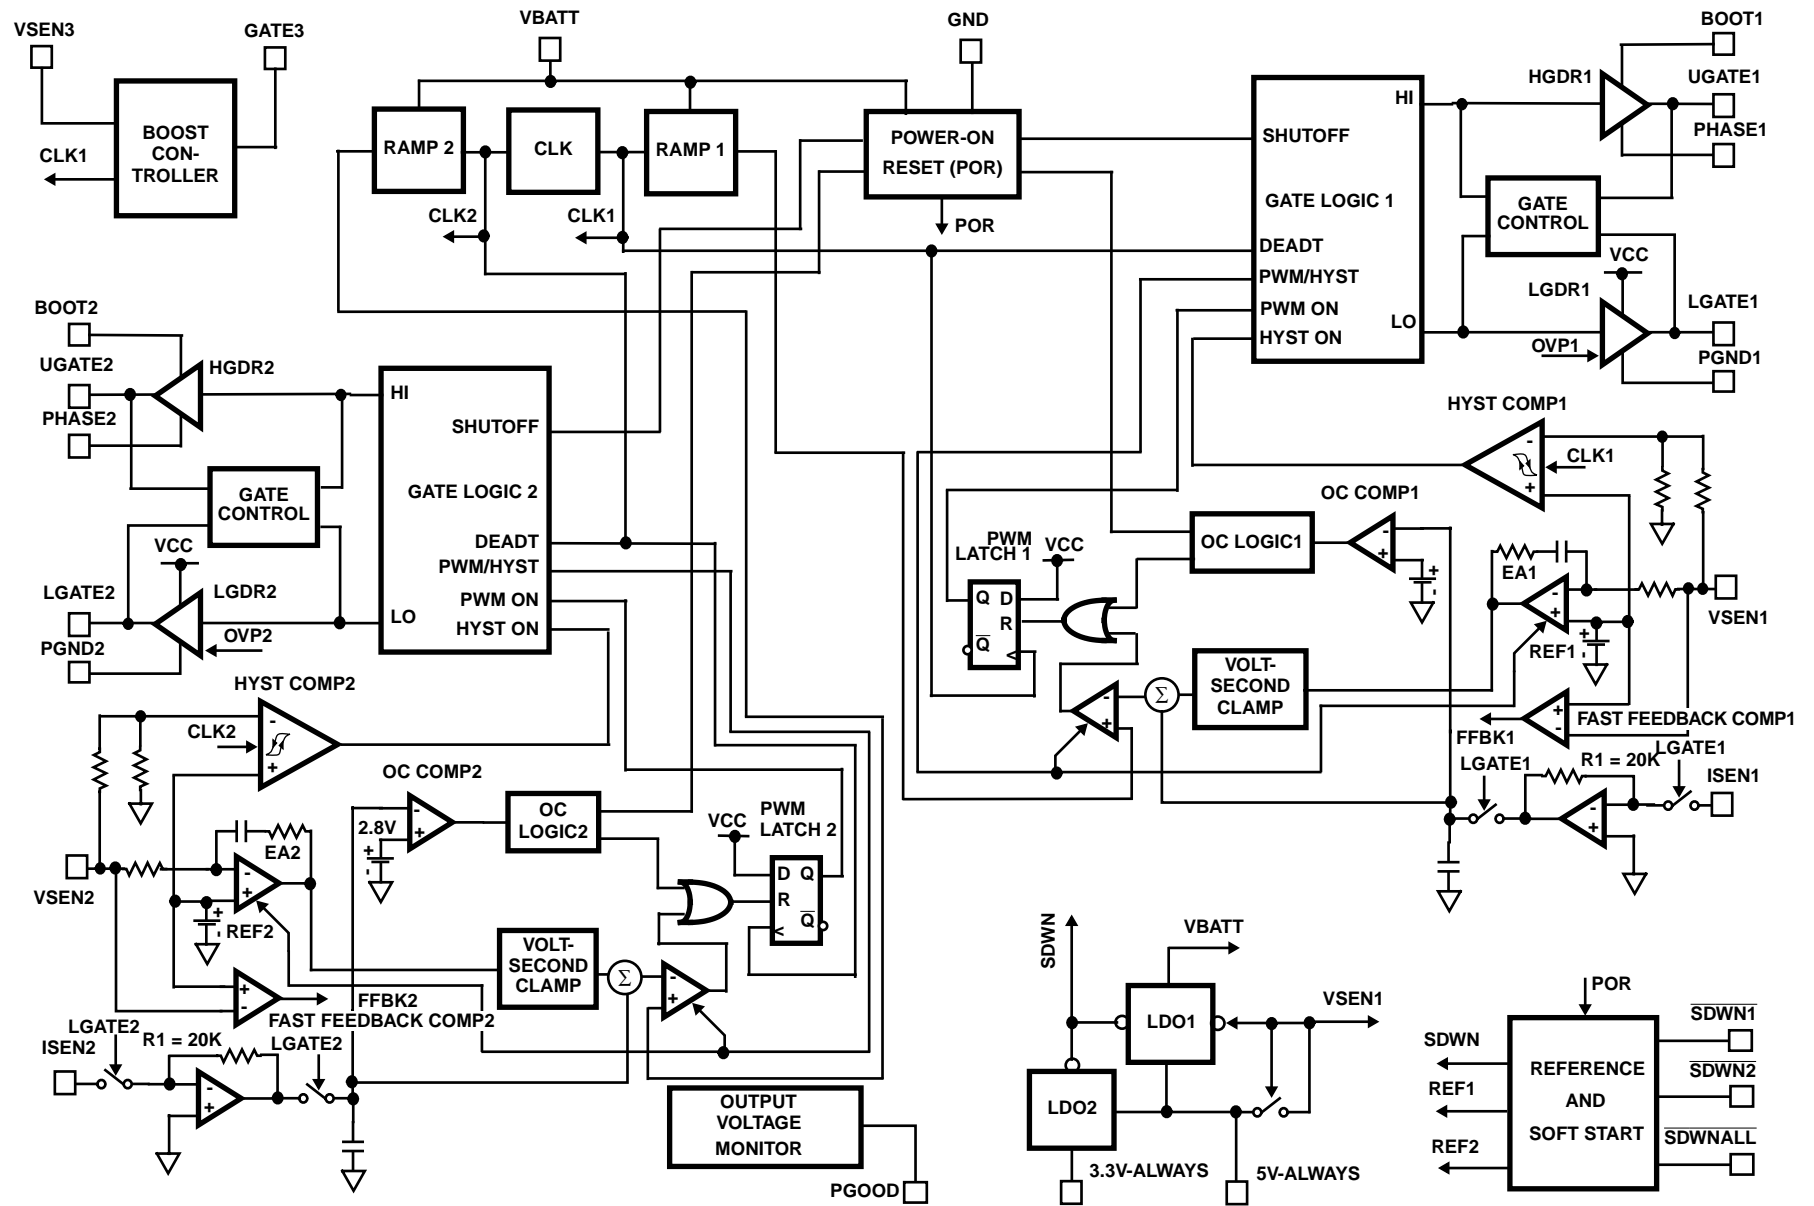 VSEN3
GATE3
VBATT
GND
BOOT1
BOOST
CON-
TROLLER
CLK1
RAMP 2
CLK
RAMP 1
POWER-ON
RESET (POR)
CLK2
CLK1
POR
HI
SHUTOFF
GATE LOGIC 1
DEADT
PWM/HYST
PWM ON
HYST ON
LO
HGDR1
UGATE1
PHASE1
GATE
CONTROL
VCC
LGDR1
LGATE1
OVP1
PGND1
BOOT2
UGATE2
HGDR2
PHASE2
GATE
CONTROL
VCC
LGATE2
LGDR2
PGND2
OVP2
HI
SHUTOFF
GATE LOGIC 2
DEADT
PWM/HYST
PWM ON
HYST ON
LO
HYST COMP1
-
+
CLK1
OC COMP1
-
+
+
-
OC LOGIC1
PWM
LATCH 1
VCC
Q D
R
Q
<
EA1
-
+
VSEN1
REF1
+
-
VOLT-
SECOND
CLAMP
Σ
-
+
+
-
FAST FEEDBACK COMP1
FFBK1
LGATE1
R1 = 20K
LGATE1
ISEN1
-
+
HYST COMP2
CLK2
-
+
OC COMP2
2.8V
-
+
+
-
OC
LOGIC2
VCC
PWM
LATCH 2
D Q
R
Q
<
VSEN2
EA2
-
+
REF2
+
-
VOLT-
SECOND
CLAMP
Σ
-
+
+
-
FFBK2
FAST FEEDBACK COMP2
LGATE2
ISEN2
R1 = 20K
LGATE2
-
+
OUTPUT
VOLTAGE
MONITOR
PGOOD
SDWN
VBATT
LDO1
VSEN1
LDO2
3.3V-ALWAYS
5V-ALWAYS
POR
SDWN
REF1
REF2
REFERENCE
AND
SOFT START
SDWN1
SDWN2
SDWNALL